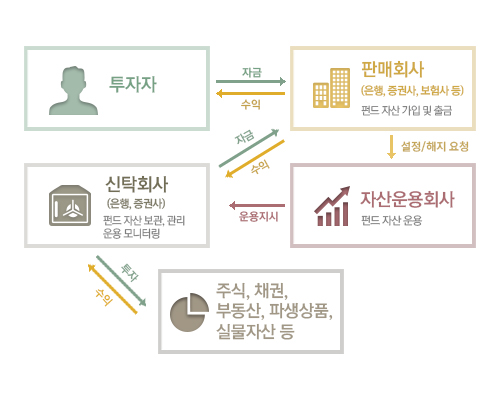 투자자
자금
수익
판매회사
(은행, 증권사, 보험사 등)
펀드 자산 가입 및 출금
자금
수익
설정/해지 요청
신탁회사
(은행, 증권사)
펀드 자산 보관, 관리
운용 모니터링
운용지시
자산운용회사
펀드 자산 운용
투자
수익
주식, 채권,
부동산, 파생상품,
실물자산 등